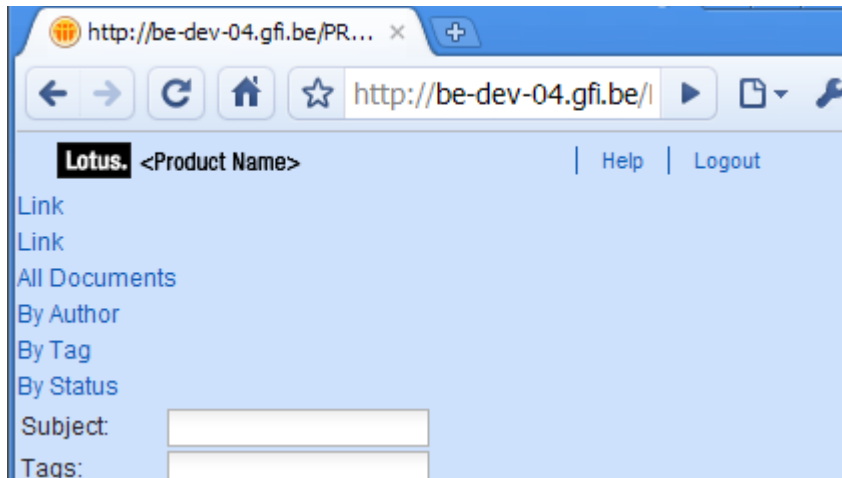 http://be-dev-04.gfi.be/PR...
http://be-dev-04.gfi.be/
Lotus. <Product Name> | Help | Logout
Link
Link
All Documents
By Author
By Tag
By Status
Subject:
Tags: